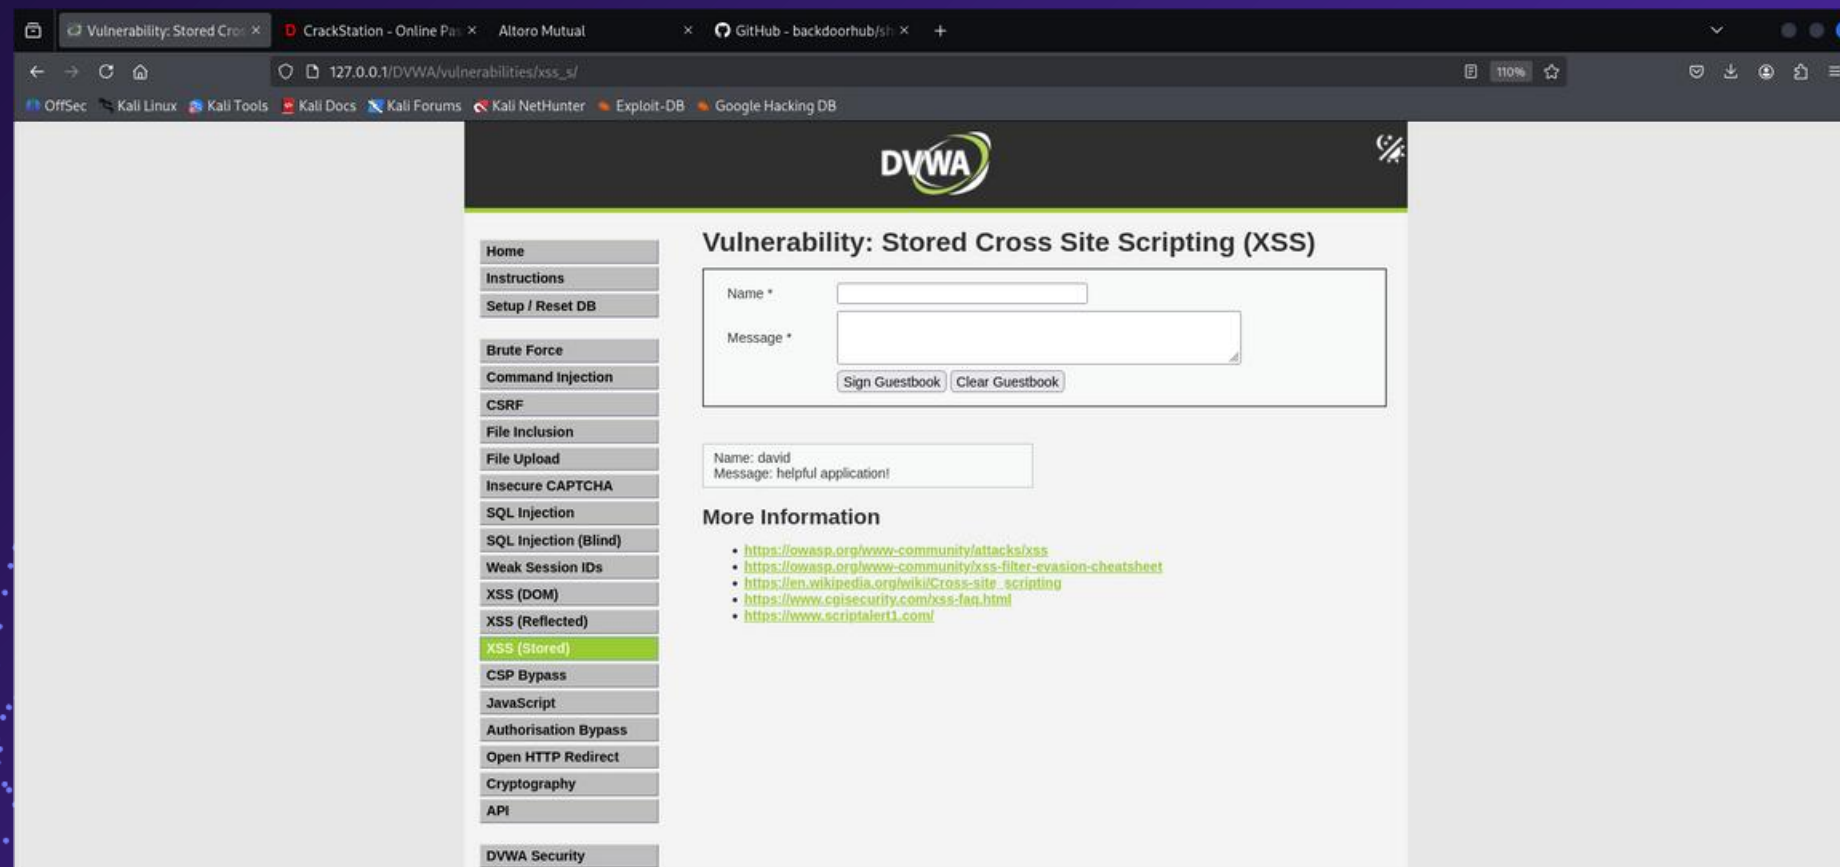 Vulnerability: Stored Cro
CrackStation - Online Pas
Altoro Mutual
GitHub - backdoorhub/sh
127.0.0.1/DVWA/vulnerabilities/xss_s/
110%
OffSec Kali Linux Kali Tools Kali Docs Kali Forums Kali NetHunter Exploit-DB Google Hacking DB
DVWA
Home
Instructions
Setup / Reset DB
Brute Force
Command Injection
CSRF
File Inclusion
File Upload
Insecure CAPTCHA
SQL Injection
SQL Injection (Blind)
Weak Session IDs
XSS (DOM)
XSS (Reflected)
XSS (Stored)
CSP Bypass
JavaScript
Authorisation Bypass
Open HTTP Redirect
Cryptography
API
DVWA Security
Vulnerability: Stored Cross Site Scripting (XSS)
Name *
Message *
Sign Guestbook Clear Guestbook
Name: david
Message: helpful application!
More Information
https://owasp.org/www-community/attacks/xss
https://owasp.org/www-community/xss-filter-evasion-cheatsheet
https://en.wikipedia.org/wiki/Cross-site_scripting
https://www.cgisecurity.com/xss-faq.html
https://www.scriptalert1.com/